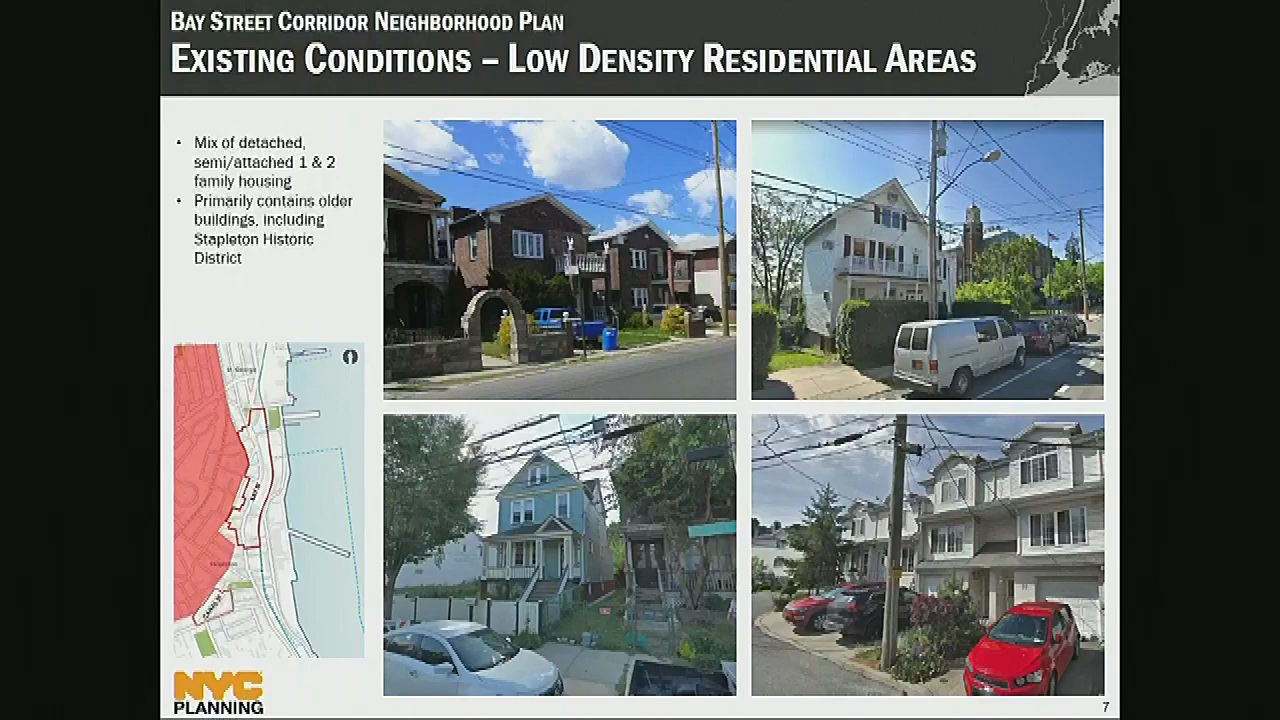 BAY STREET CORRIDOR NEIGHBORHOOD PLAN
EXISTING CONDITIONS – LOW DENSITY RESIDENTIAL AREAS
• Mix of detached,
semi/attached 1 & 2
family housing
• Primarily contains older
buildings, including
Stapleton Historic
District
NYC
PLANNING
7